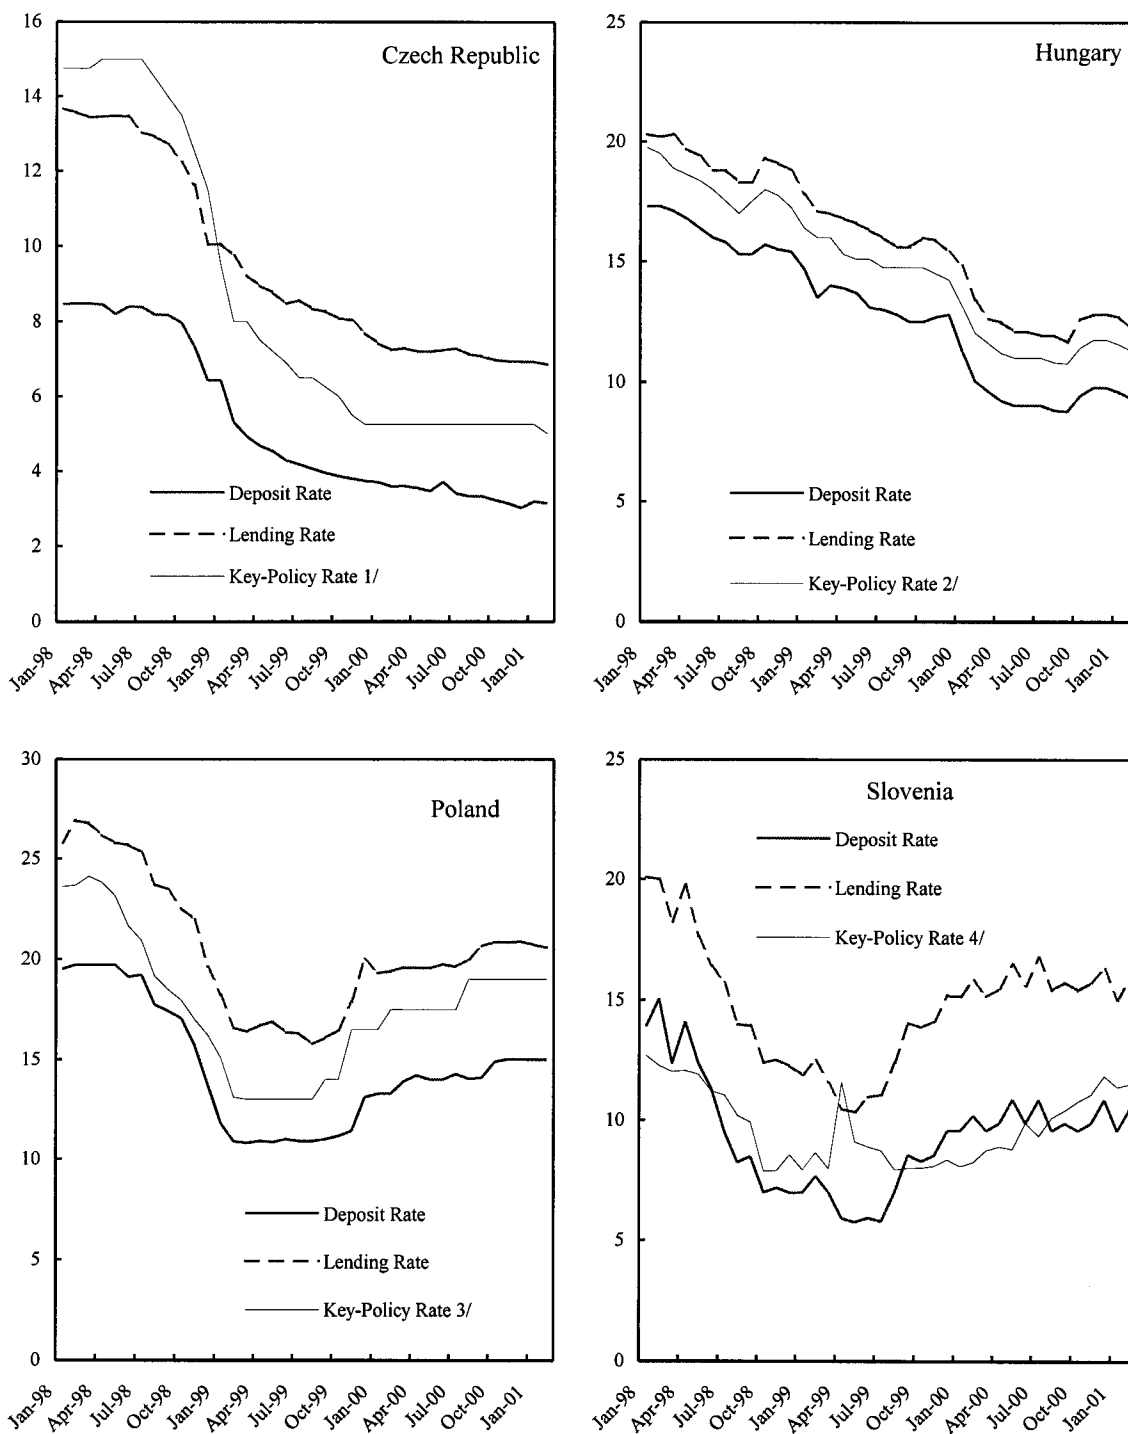 Czech Republic
16
14
12
10
8
6
4
2
0
Deposit Rate
Lending Rate
Key-Policy Rate 1/
Jan-98
Apr-98
Jul-98
Oct-98
Jan-99
Apr-99
Jul-99
Oct-99
Jan-00
Apr-00
Jul-00
Oct-00
Jan-01
Hungary
25
20
15
10
5
0
Deposit Rate
Lending Rate
Key-Policy Rate 2/
Jan-98
Apr-98
Jul-98
Oct-98
Jan-99
Apr-99
Jul-99
Oct-99
Jan-00
Apr-00
Jul-00
Oct-00
Jan-01
Poland
30
25
20
15
10
5
0
Deposit Rate
Lending Rate
Key-Policy Rate 3/
Jan-98
Apr-98
Jul-98
Oct-98
Jan-99
Apr-99
Jul-99
Oct-99
Jan-00
Apr-00
Jul-00
Oct-00
Jan-01
Slovenia
25
20
15
10
5
0
Deposit Rate
Lending Rate
Key-Policy Rate 4/
Jan-98
Apr-98
Jul-98
Oct-98
Jan-99
Apr-99
Jul-99
Oct-99
Jan-00
Apr-00
Jul-00
Oct-00
Jan-01